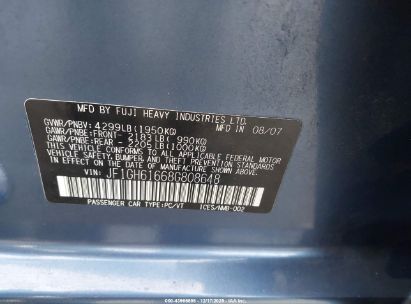 MFD BY FUJI HEAVY INDUSTRIES LTD.
GVWR/PNBV: 4299LB (1950KG) MADE IN 08/07
GAWR/PNBE: FRONT- 2183LB ( 990KG)
GAWR/PNBE: REAR - 2205LB (1000KG)
THIS VEHICLE CONFORMS TO ALL APPLICABLE FEDERAL MOTOR
VEHICLE SAFETY, BUMPER, AND THEFT PREVENTION STANDARDS
IN EFFECT ON THE DATE OF MANUFACTURE SHOWN ABOVE.
VIN: JF1GH61668G808648
PASSENGER CAR TYPE:PC/VT ICES/NMB-002